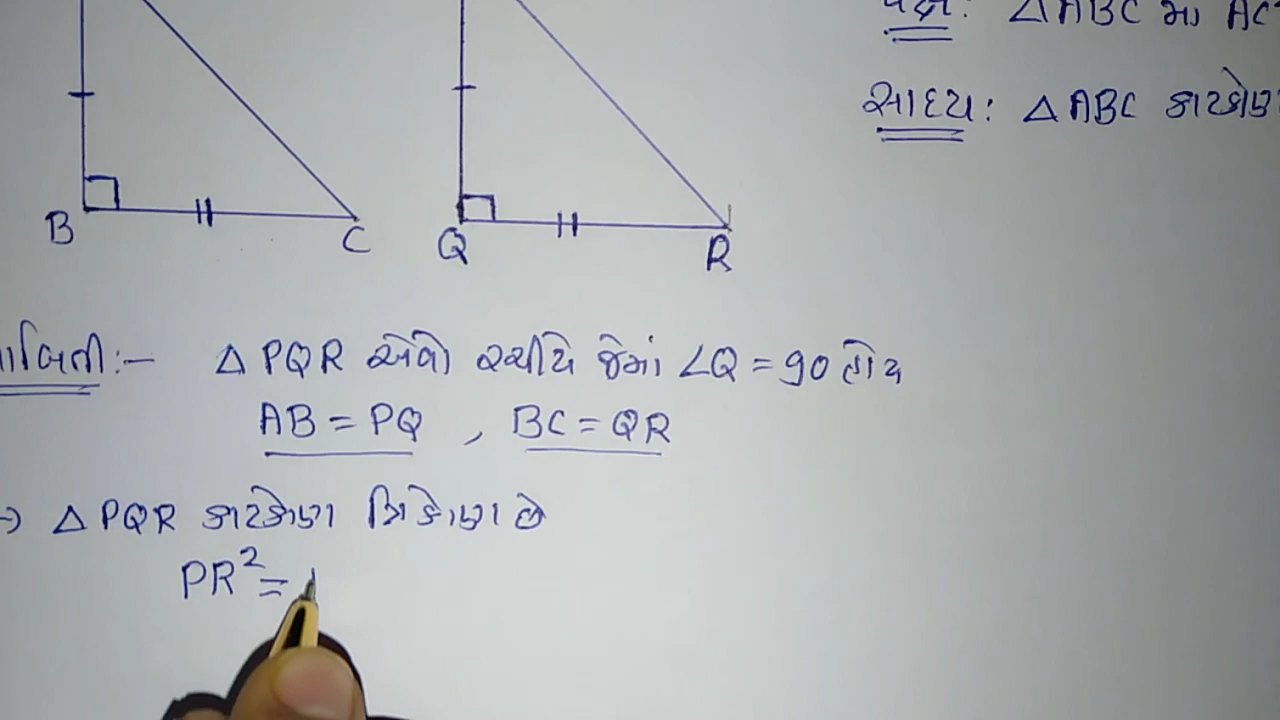 પક્ષ: △ABC માં AC
સાધ્ય: △ABC કાટકોણ
B
C
Q
R
સાબિતી:- △PQR એવો રચીયે જેમાં ∠Q = 90 હોય
AB = PQ , BC = QR
→ △PQR કાટકોણ ત્રિકોણ છે
PR² =